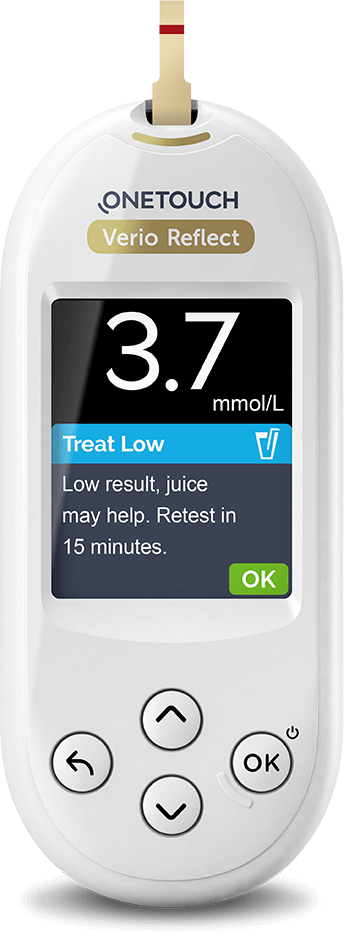 ONETOUCH
Verio Reflect
3.7
mmol/L
Treat Low
Low result, juice
may help. Retest in
15 minutes.
OK
OK